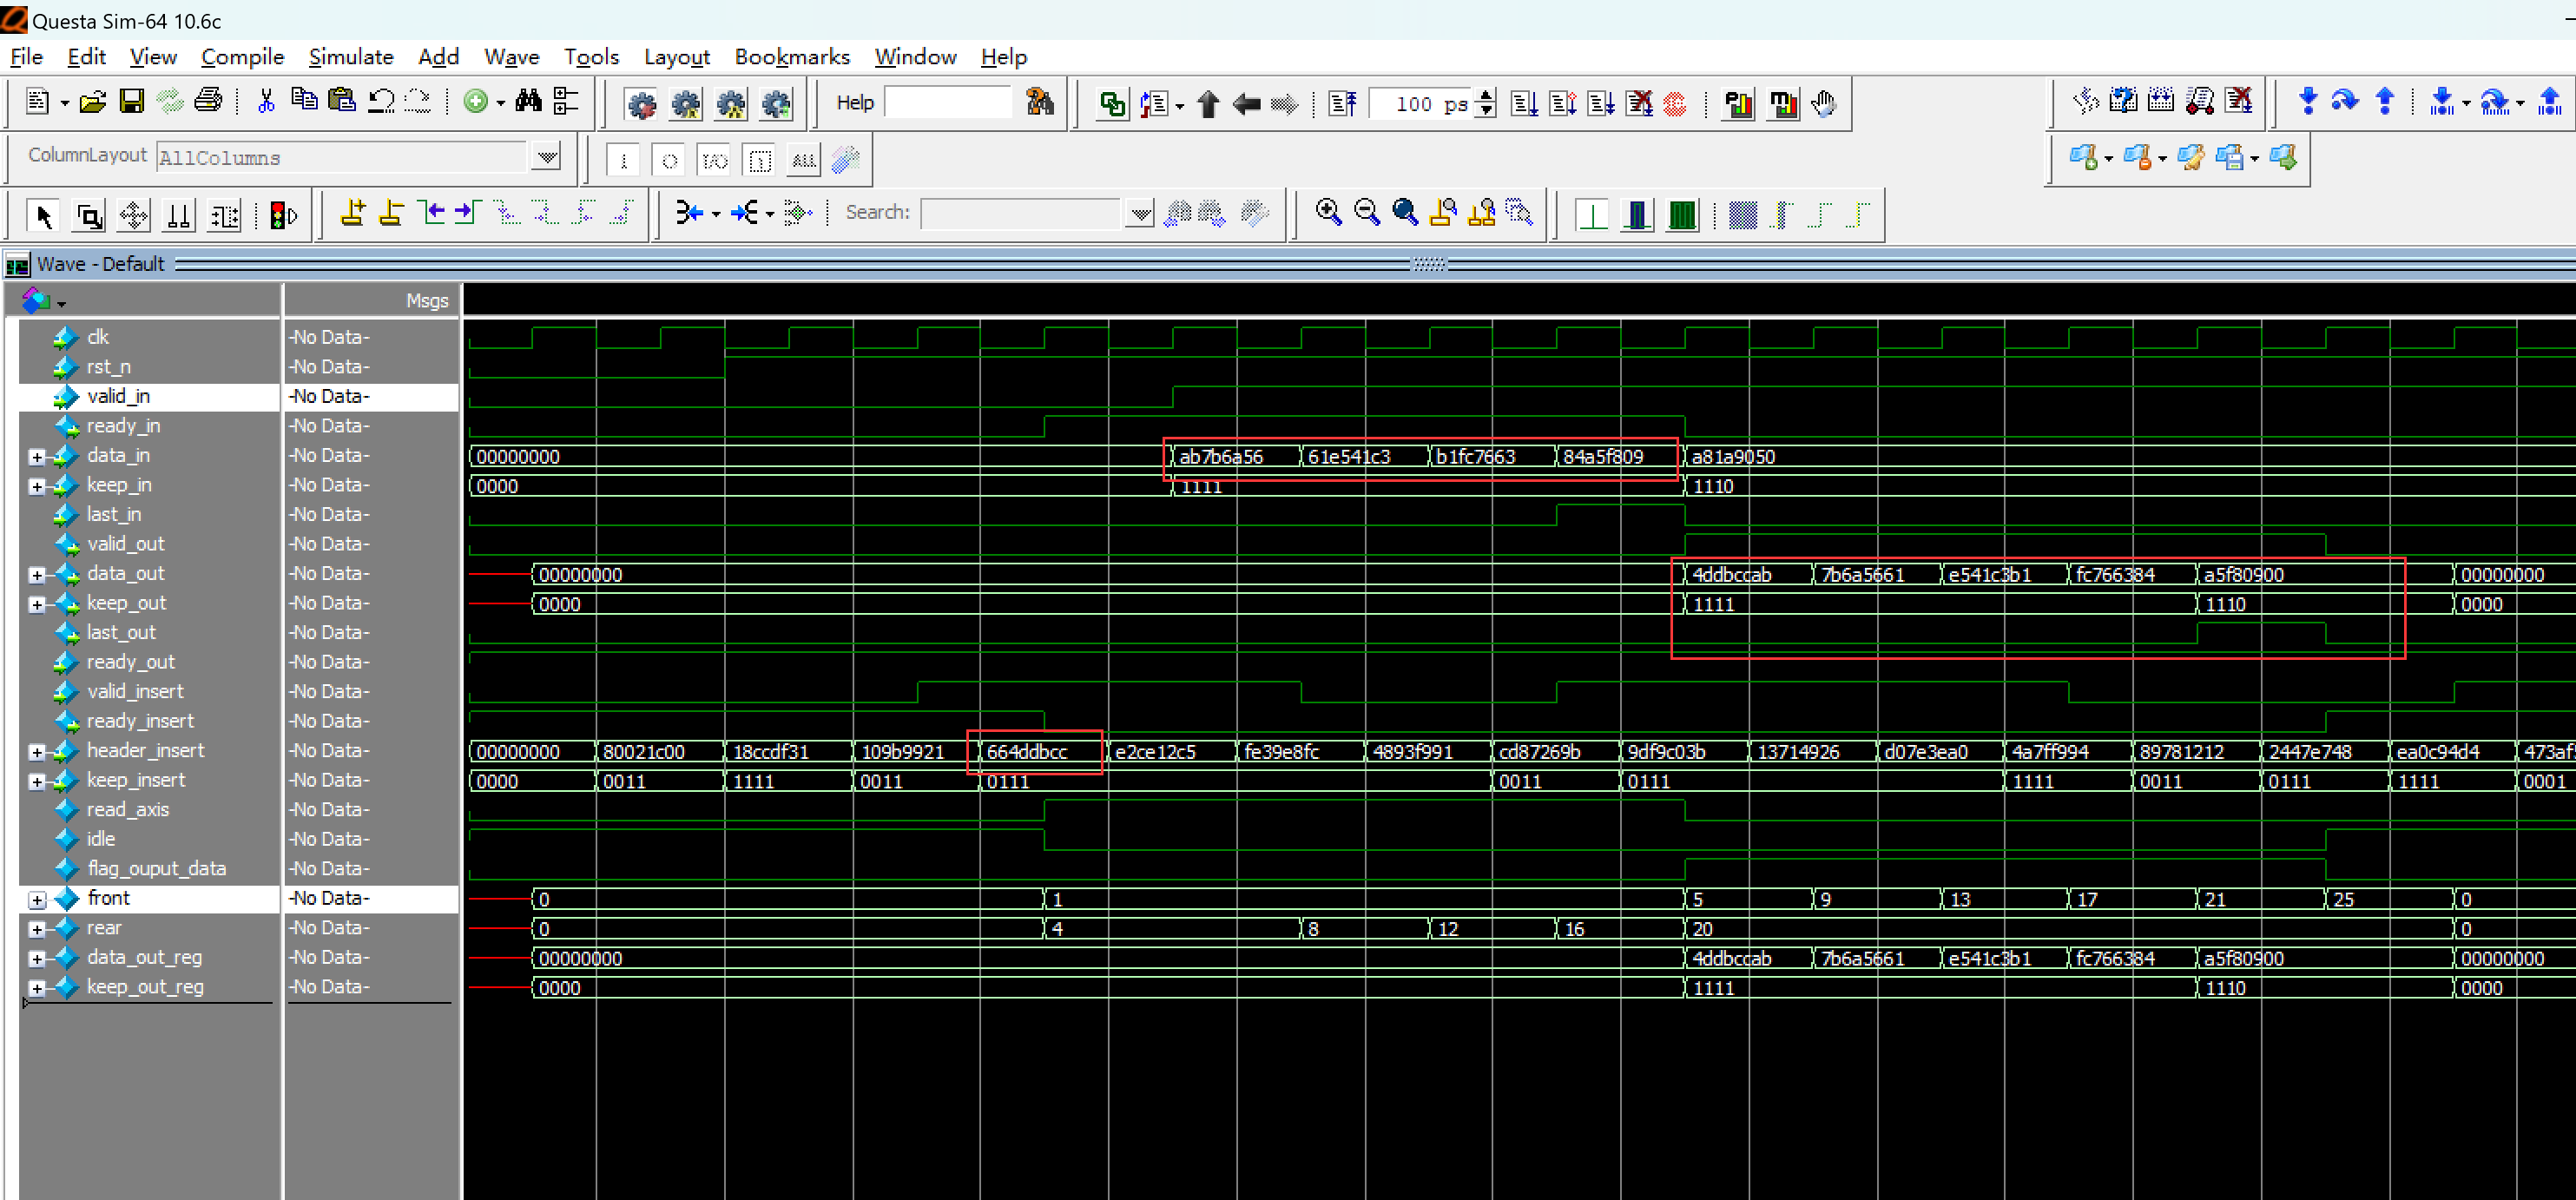 Questa Sim-64 10.6c
File Edit View Compile Simulate Add Wave Tools Layout Bookmarks Window Help
Help 100 ps
ColumnLayout AllColumns I O I/O ALL
Search:
Wave - Default
Msgs
clk -No Data-
rst_n -No Data-
valid_in -No Data-
ready_in -No Data-
data_in -No Data- 00000000 ab7b6a56 61e541c3 b1fc7663 84a5f809 a81a9050
keep_in -No Data- 0000 1111 1110
last_in -No Data-
valid_out -No Data-
data_out -No Data- 00000000 4ddbccab 7b6a5661 e541c3b1 fc766384 a5f80900 00000000
keep_out -No Data- 0000 1111 1110 0000
last_out -No Data-
ready_out -No Data-
valid_insert -No Data-
ready_insert -No Data-
header_insert -No Data- 00000000 80021c00 18ccdf31 109b9921 664ddbcc e2ce12c5 fe39e8fc 4893f991 cd87269b 9df9c03b 13714926 d07e3ea0 4a7ff994 89781212 2447e748 ea0c94d4
keep_insert -No Data- 0000 0011 1111 0011 0111 0011 0111 1111 0011 0111 1111 0001
read_axis -No Data-
idle -No Data-
flag_ouput_data -No Data-
front -No Data- 0 1 5 9 13 17 21 25 0
rear -No Data- 0 4 8 12 16 20 0
data_out_reg -No Data- 00000000 4ddbccab 7b6a5661 e541c3b1 fc766384 a5f80900 00000000
keep_out_reg -No Data- 0000 1111 1110 0000